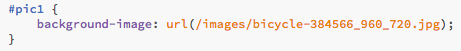 #pic1 {
    background-image: url(/images/bicycle-384566_960_720.jpg);
}